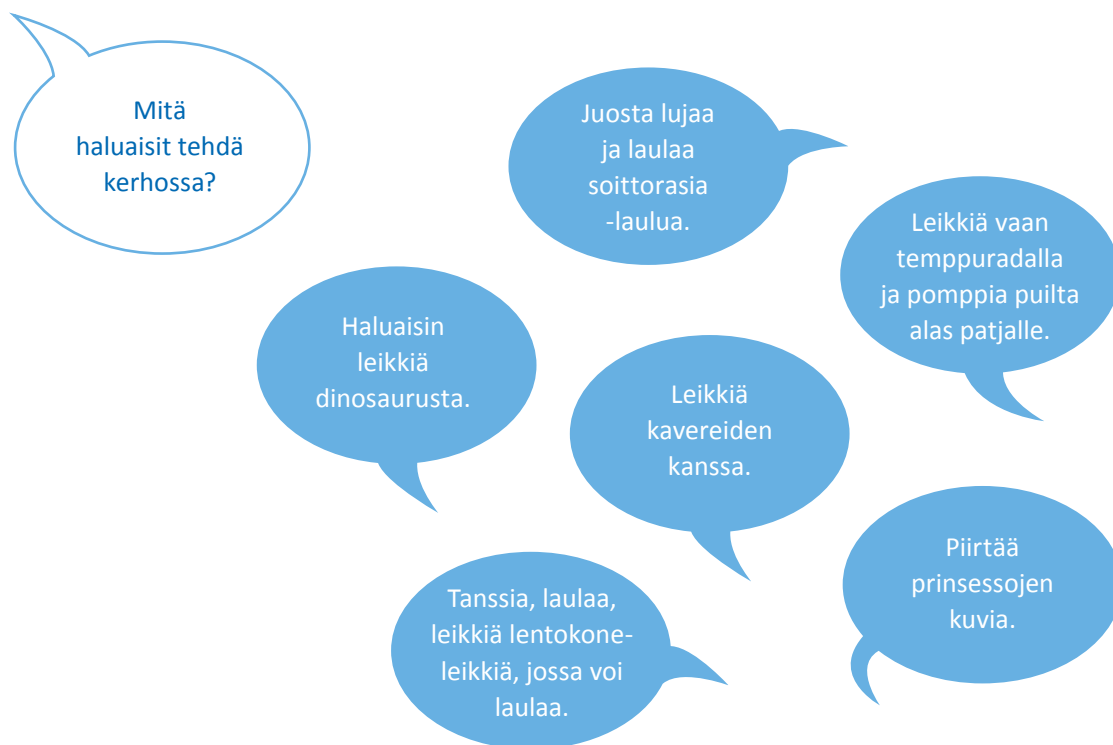 Mitä
haluaisit tehdä
kerhossa?
Juosta lujaa
ja laulaa
soittorasia
-laulua.
Leikkiä vaan
temppuradalla
ja pomppia puilta
alas patjalle.
Haluaisin
leikkiä
dinosaurusta.
Leikkiä
kavereiden
kanssa.
Tanssia, laulaa,
leikkiä lentokone-
leikkiä, jossa voi
laulaa.
Piirtää
prinsessojen
kuvia.